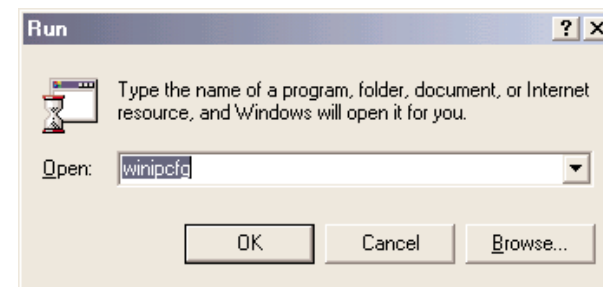 Run
Type the name of a program, folder, document, or Internet
resource, and Windows will open it for you.
Open: winipcfg
OK Cancel Browse...